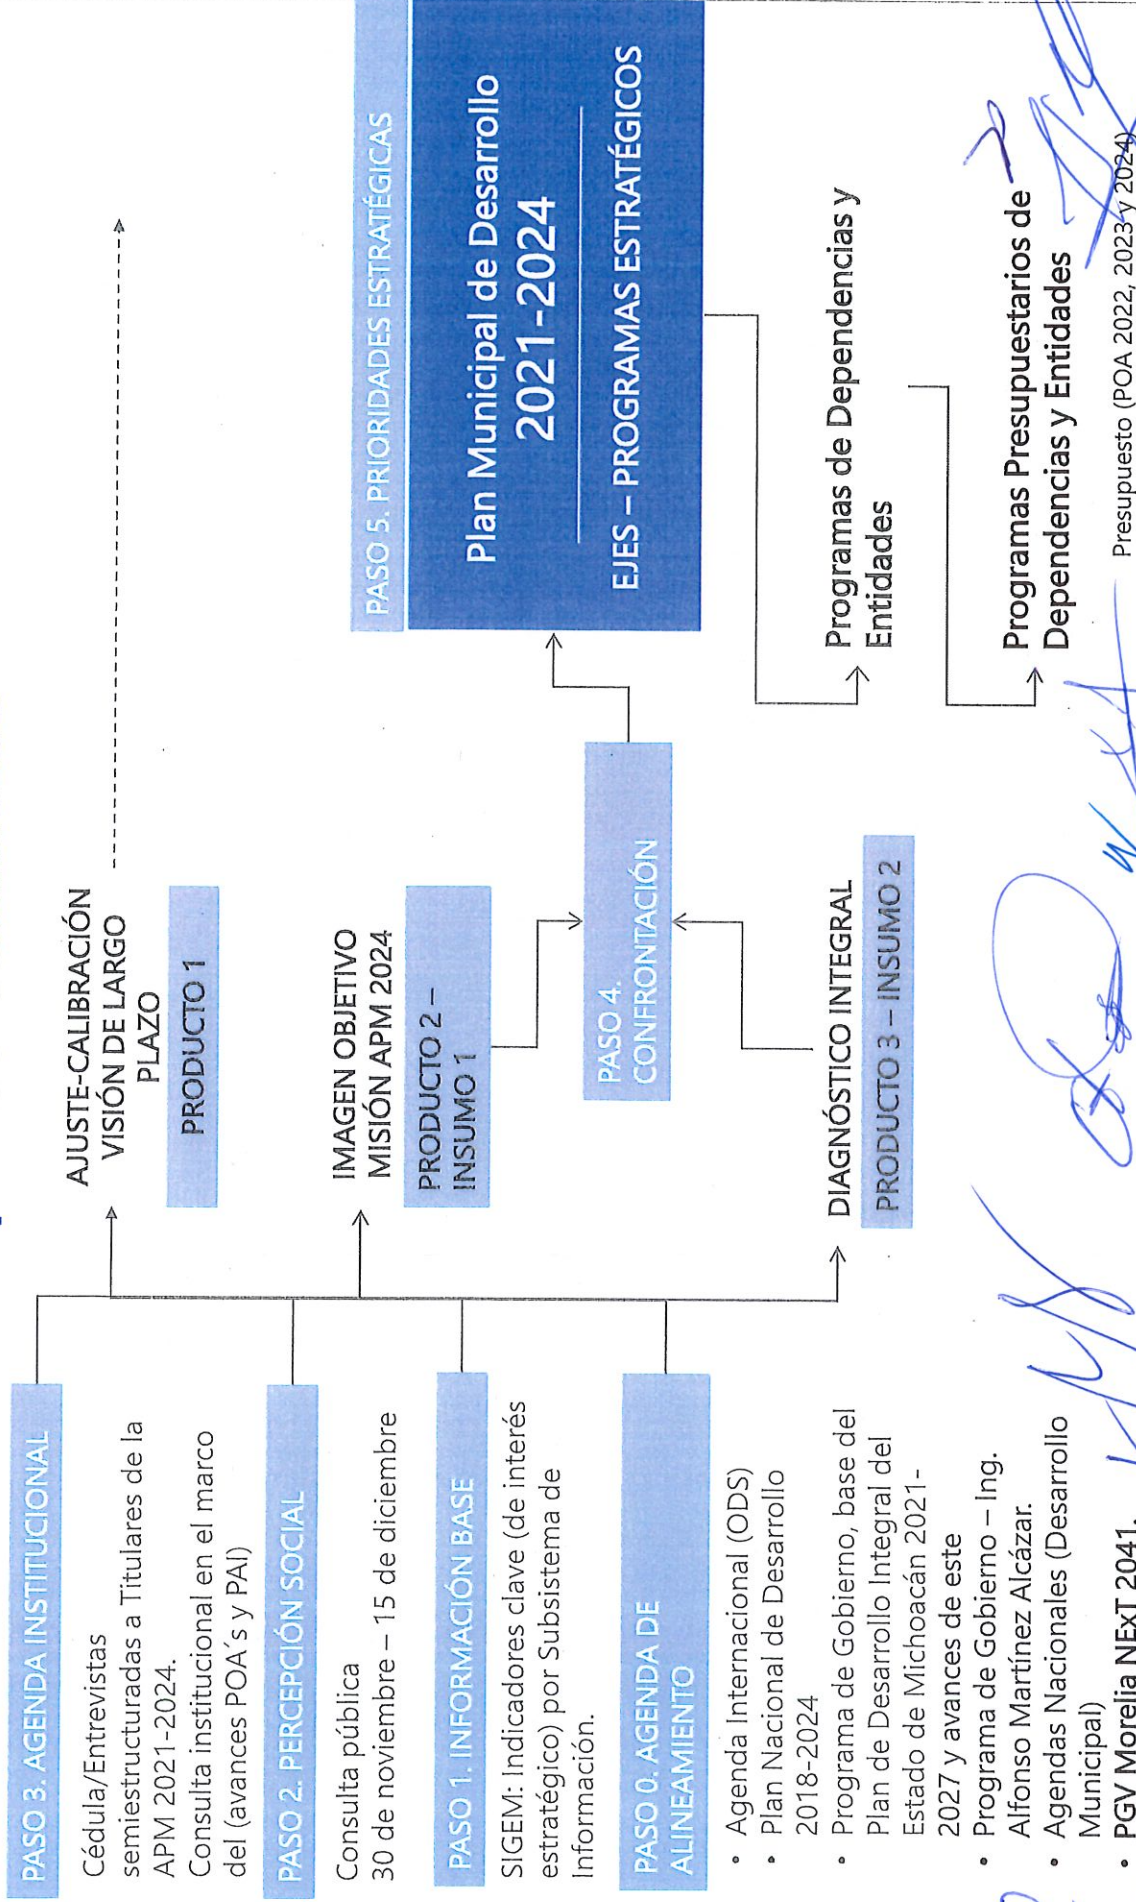 PASO 3. AGENDA INSTITUCIONAL
Cédula/Entrevistas
semiestructuradas a Titulares de la
APM 2021-2024.
Consulta institucional en el marco
del (avances POA´s y PAI)
PASO 2. PERCEPCIÓN SOCIAL
Consulta pública
30 de noviembre – 15 de diciembre
PASO 1. INFORMACIÓN BASE
SIGEM: Indicadores clave (de interés
estratégico) por Subsistema de
Información.
PASO 0. AGENDA DE
ALINEAMIENTO
• Agenda Internacional (ODS)
• Plan Nacional de Desarrollo
2018-2024
• Programa de Gobierno, base del
Plan de Desarrollo Integral del
Estado de Michoacán 2021-
2027 y avances de este
• Programa de Gobierno – Ing.
Alfonso Martínez Alcázar.
• Agendas Nacionales (Desarrollo
Municipal)
• PGV Morelia NExT 2041.
AJUSTE-CALIBRACIÓN
VISIÓN DE LARGO
PLAZO
PRODUCTO 1
IMAGEN OBJETIVO
MISIÓN APM 2024
PRODUCTO 2 –
INSUMO 1
DIAGNÓSTICO INTEGRAL
PRODUCTO 3 – INSUMO 2
PASO 4.
CONFRONTACIÓN
PASO 5. PRIORIDADES ESTRATÉGICAS
Plan Municipal de Desarrollo
2021-2024
EJES – PROGRAMAS ESTRATÉGICOS
Programas de Dependencias y
Entidades
Programas Presupuestarios de
Dependencias y Entidades
Presupuesto (POA 2022, 2023 y 2024)